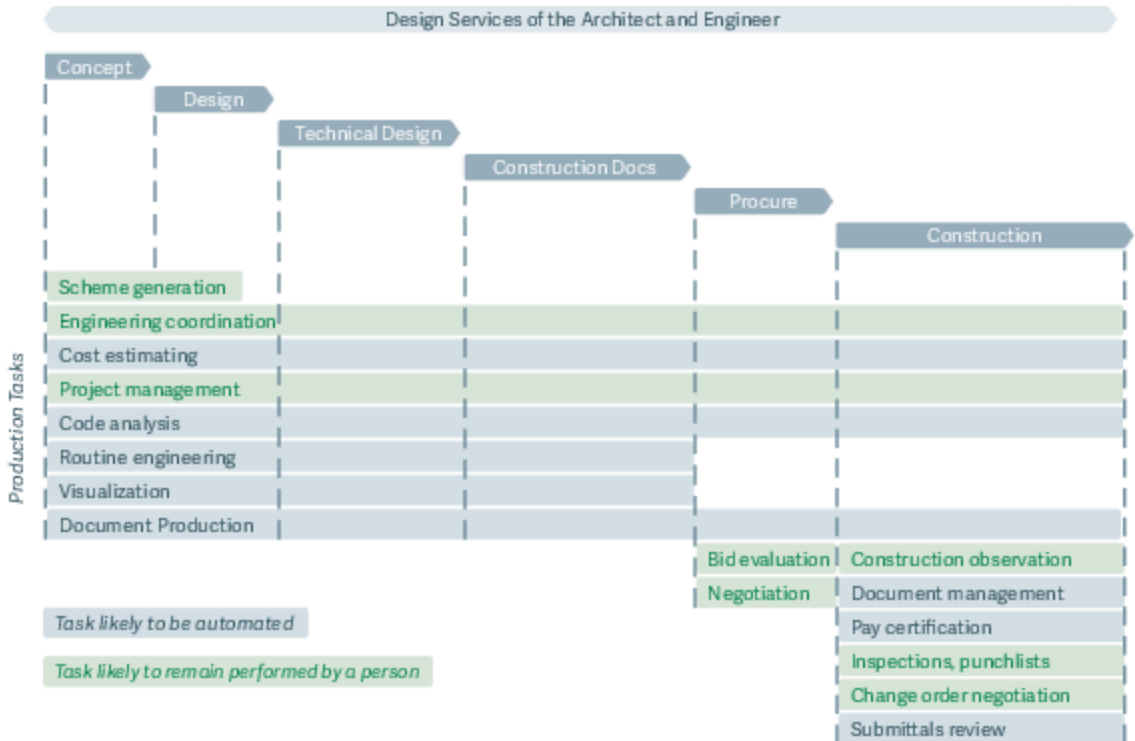 Design Services of the Architect and Engineer
Concept
Design
Technical Design
Construction Docs
Procure
Construction
Production Tasks
Scheme generation
Engineering coordination
Cost estimating
Project management
Code analysis
Routine engineering
Visualization
Document Production
Bid evaluation
Construction observation
Negotiation
Document management
Pay certification
Inspections, punchlists
Change order negotiation
Submittals review
Task likely to be automated
Task likely to remain performed by a person